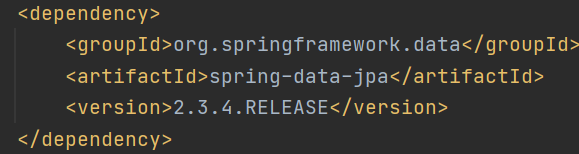 <dependency>
    <groupId>org.springframework.data</groupId>
    <artifactId>spring-data-jpa</artifactId>
    <version>2.3.4.RELEASE</version>
</dependency>